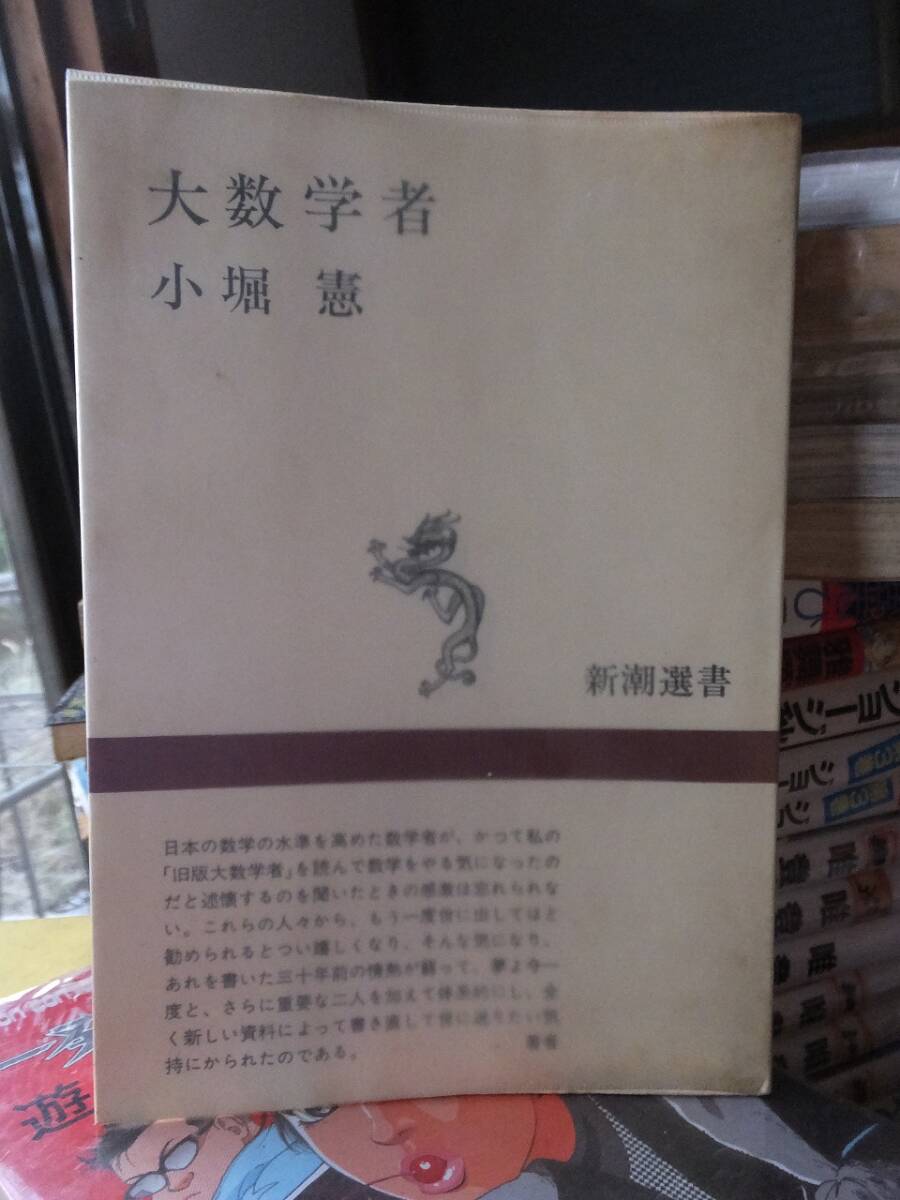 大数学者
小堀 憲
新潮選書
日本の数学の水準を高めた数学者が、かつて私の
「旧版大数学者」を読んで数学をやる気になったの
だと述懐するのを聞いたときの感激は忘れられな
い。これらの人々から、もう一度世に出してはと
勧められるとつい嬉しくなり、そんな気になり、
あれを書いた三十年前の情熱が蘇って、夢よ今一
度と、さらに重要な二人を加えて体系的にし、全
く新しい資料によって書き直して世に送りたい気
持にかられたのである。
著者
遊
ショージ